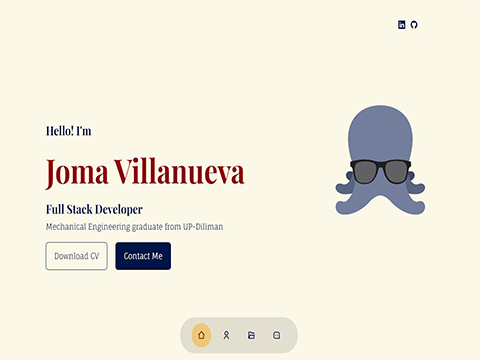 Hello! I'm
Joma Villanueva
Full Stack Developer
Mechanical Engineering graduate from UP-Diliman
Download CV
Contact Me